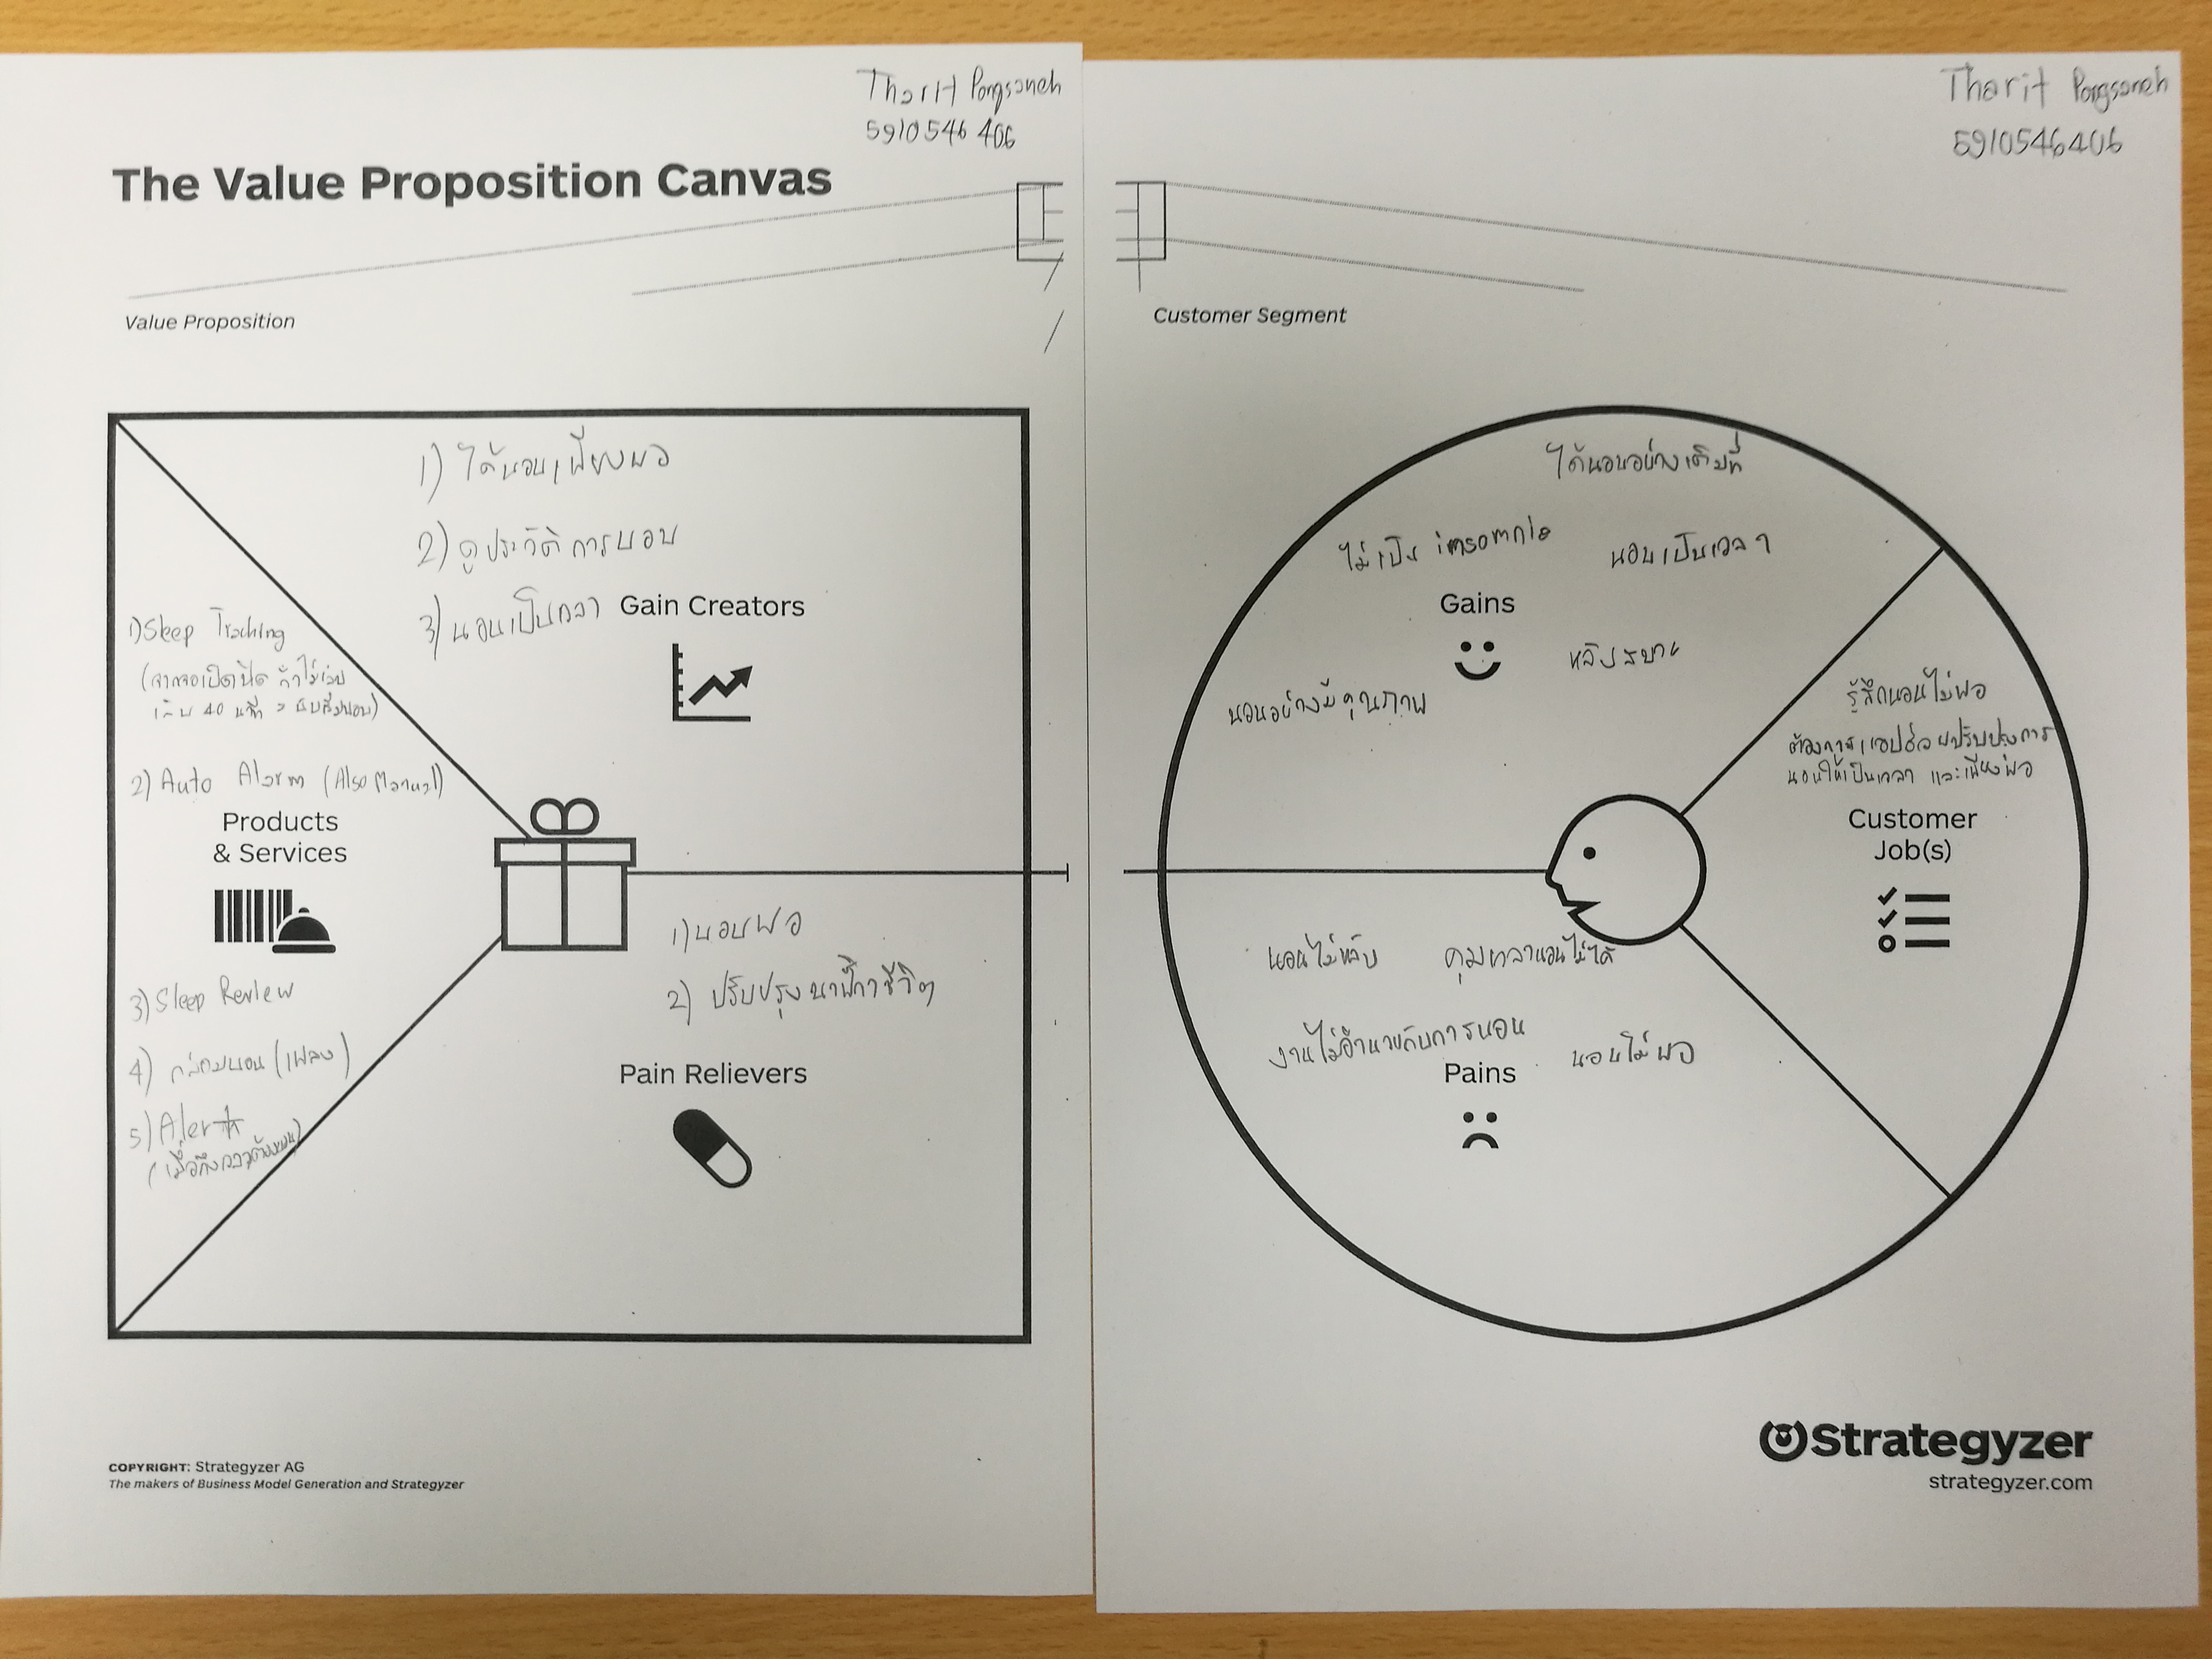 Tharit Pongsaneh
5910546406
The Value Proposition Canvas
Value Proposition
1) ได้นอนเพียงพอ
2) ดูประวัติการนอน
3) นอนเป็นเวลา
Gain Creators
1) Sleep Tracking
(จากจอเปิดปิด ถ้าไม่เล่น
เกิน 40 นาที = นับสิ่งนอน)
2) Auto Alarm (Also Manual)
Products
& Services
3) Sleep Review
4) กล่อมนอน (เพลง)
5) Alert
(เมื่อถึงเวลาต้องนอน)
1) นอนพอ
2) ปรับปรุงนาฬิกาชีวิต
Pain Relievers
COPYRIGHT: Strategyzer AG
The makers of Business Model Generation and Strategyzer
Tharit Pongsaneh
5910546406
Customer Segment
ได้นอนอย่างเต็มที่
ไม่เป็น insomnia
นอนเป็นเวลา
Gains
หลับสบาย
นอนอย่างมีคุณภาพ
รู้สึกนอนไม่พอ
ต้องการแอปช่วยปรับปรุงการ
นอนให้เป็นเวลา และเพียงพอ
Customer
Job(s)
นอนไม่หลับ
คุมเวลานอนไม่ได้
งานไม่อำนวยกับการนอน
นอนไม่พอ
Pains
Strategyzer
strategyzer.com